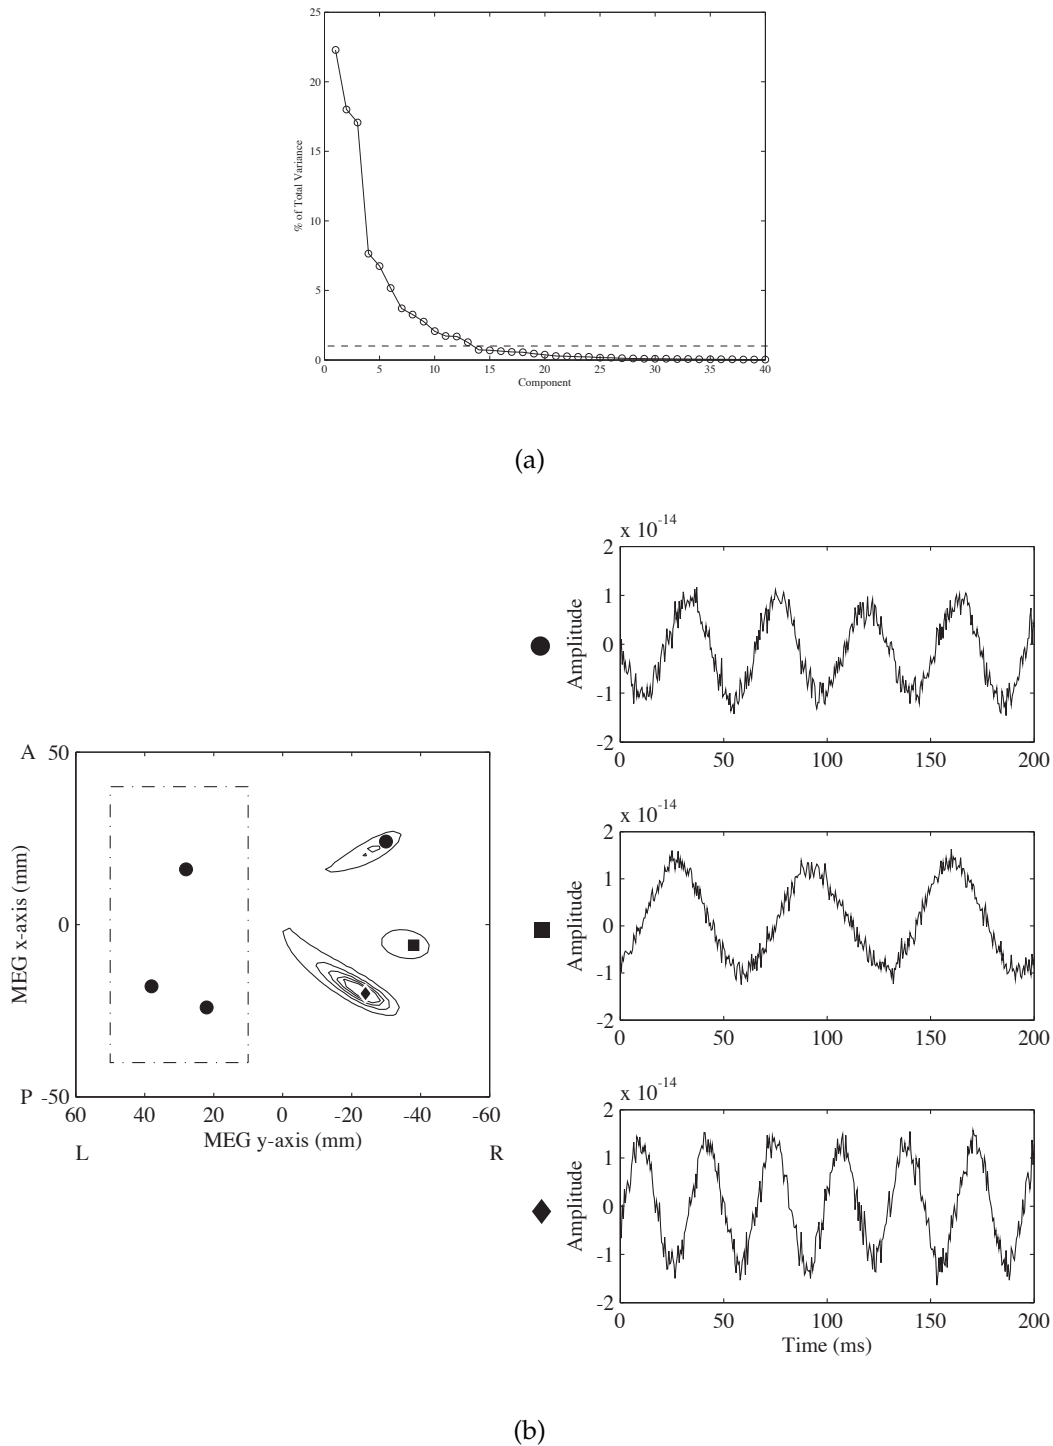 25
20
15
10
5
0
% of Total Variance
0 5 10 15 20 25 30 35 40
Component
(a)
x 10-14
2
1
0
-1
-2
Amplitude
0 50 100 150 200
x 10-14
2
1
0
-1
-2
Amplitude
0 50 100 150 200
A 50
0
P -50
MEG x-axis (mm)
60 40 20 0 -20 -40 -60
MEG y-axis (mm)
L R
x 10-14
2
1
0
-1
-2
Amplitude
0 50 100 150 200
Time (ms)
(b)